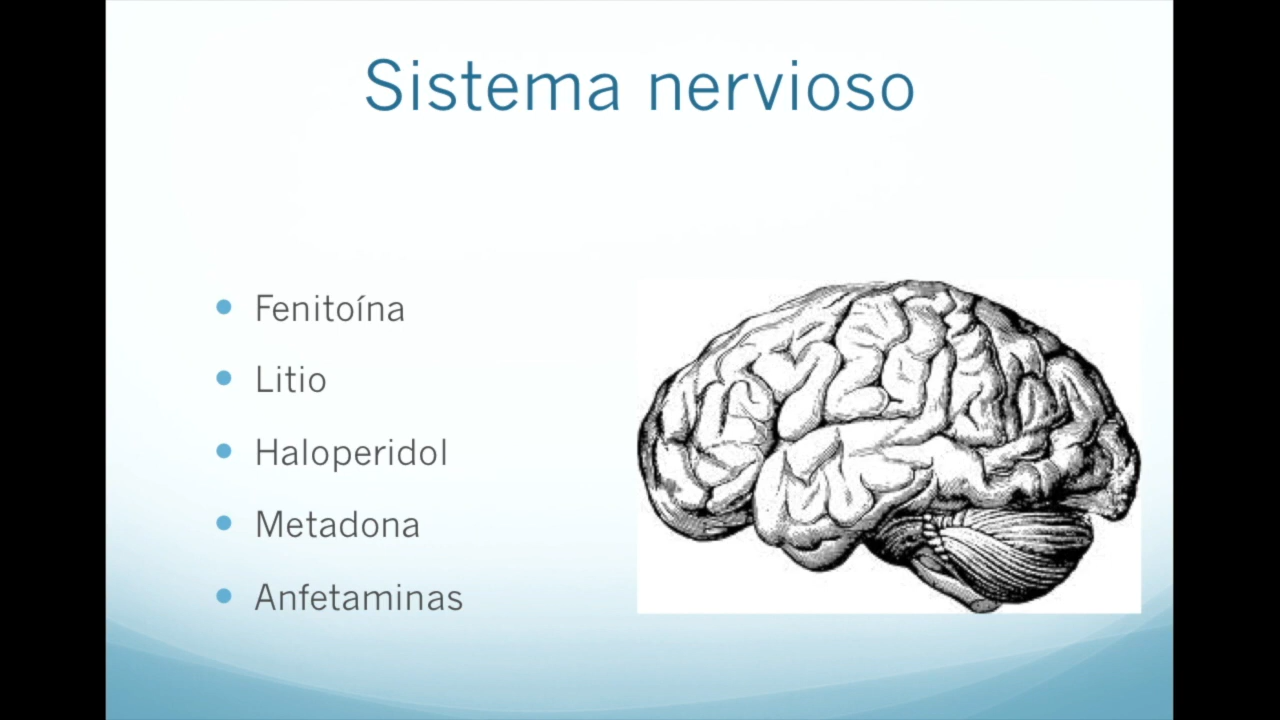 Sistema nervioso
Fenitoína
Litio
Haloperidol
Metadona
Anfetaminas